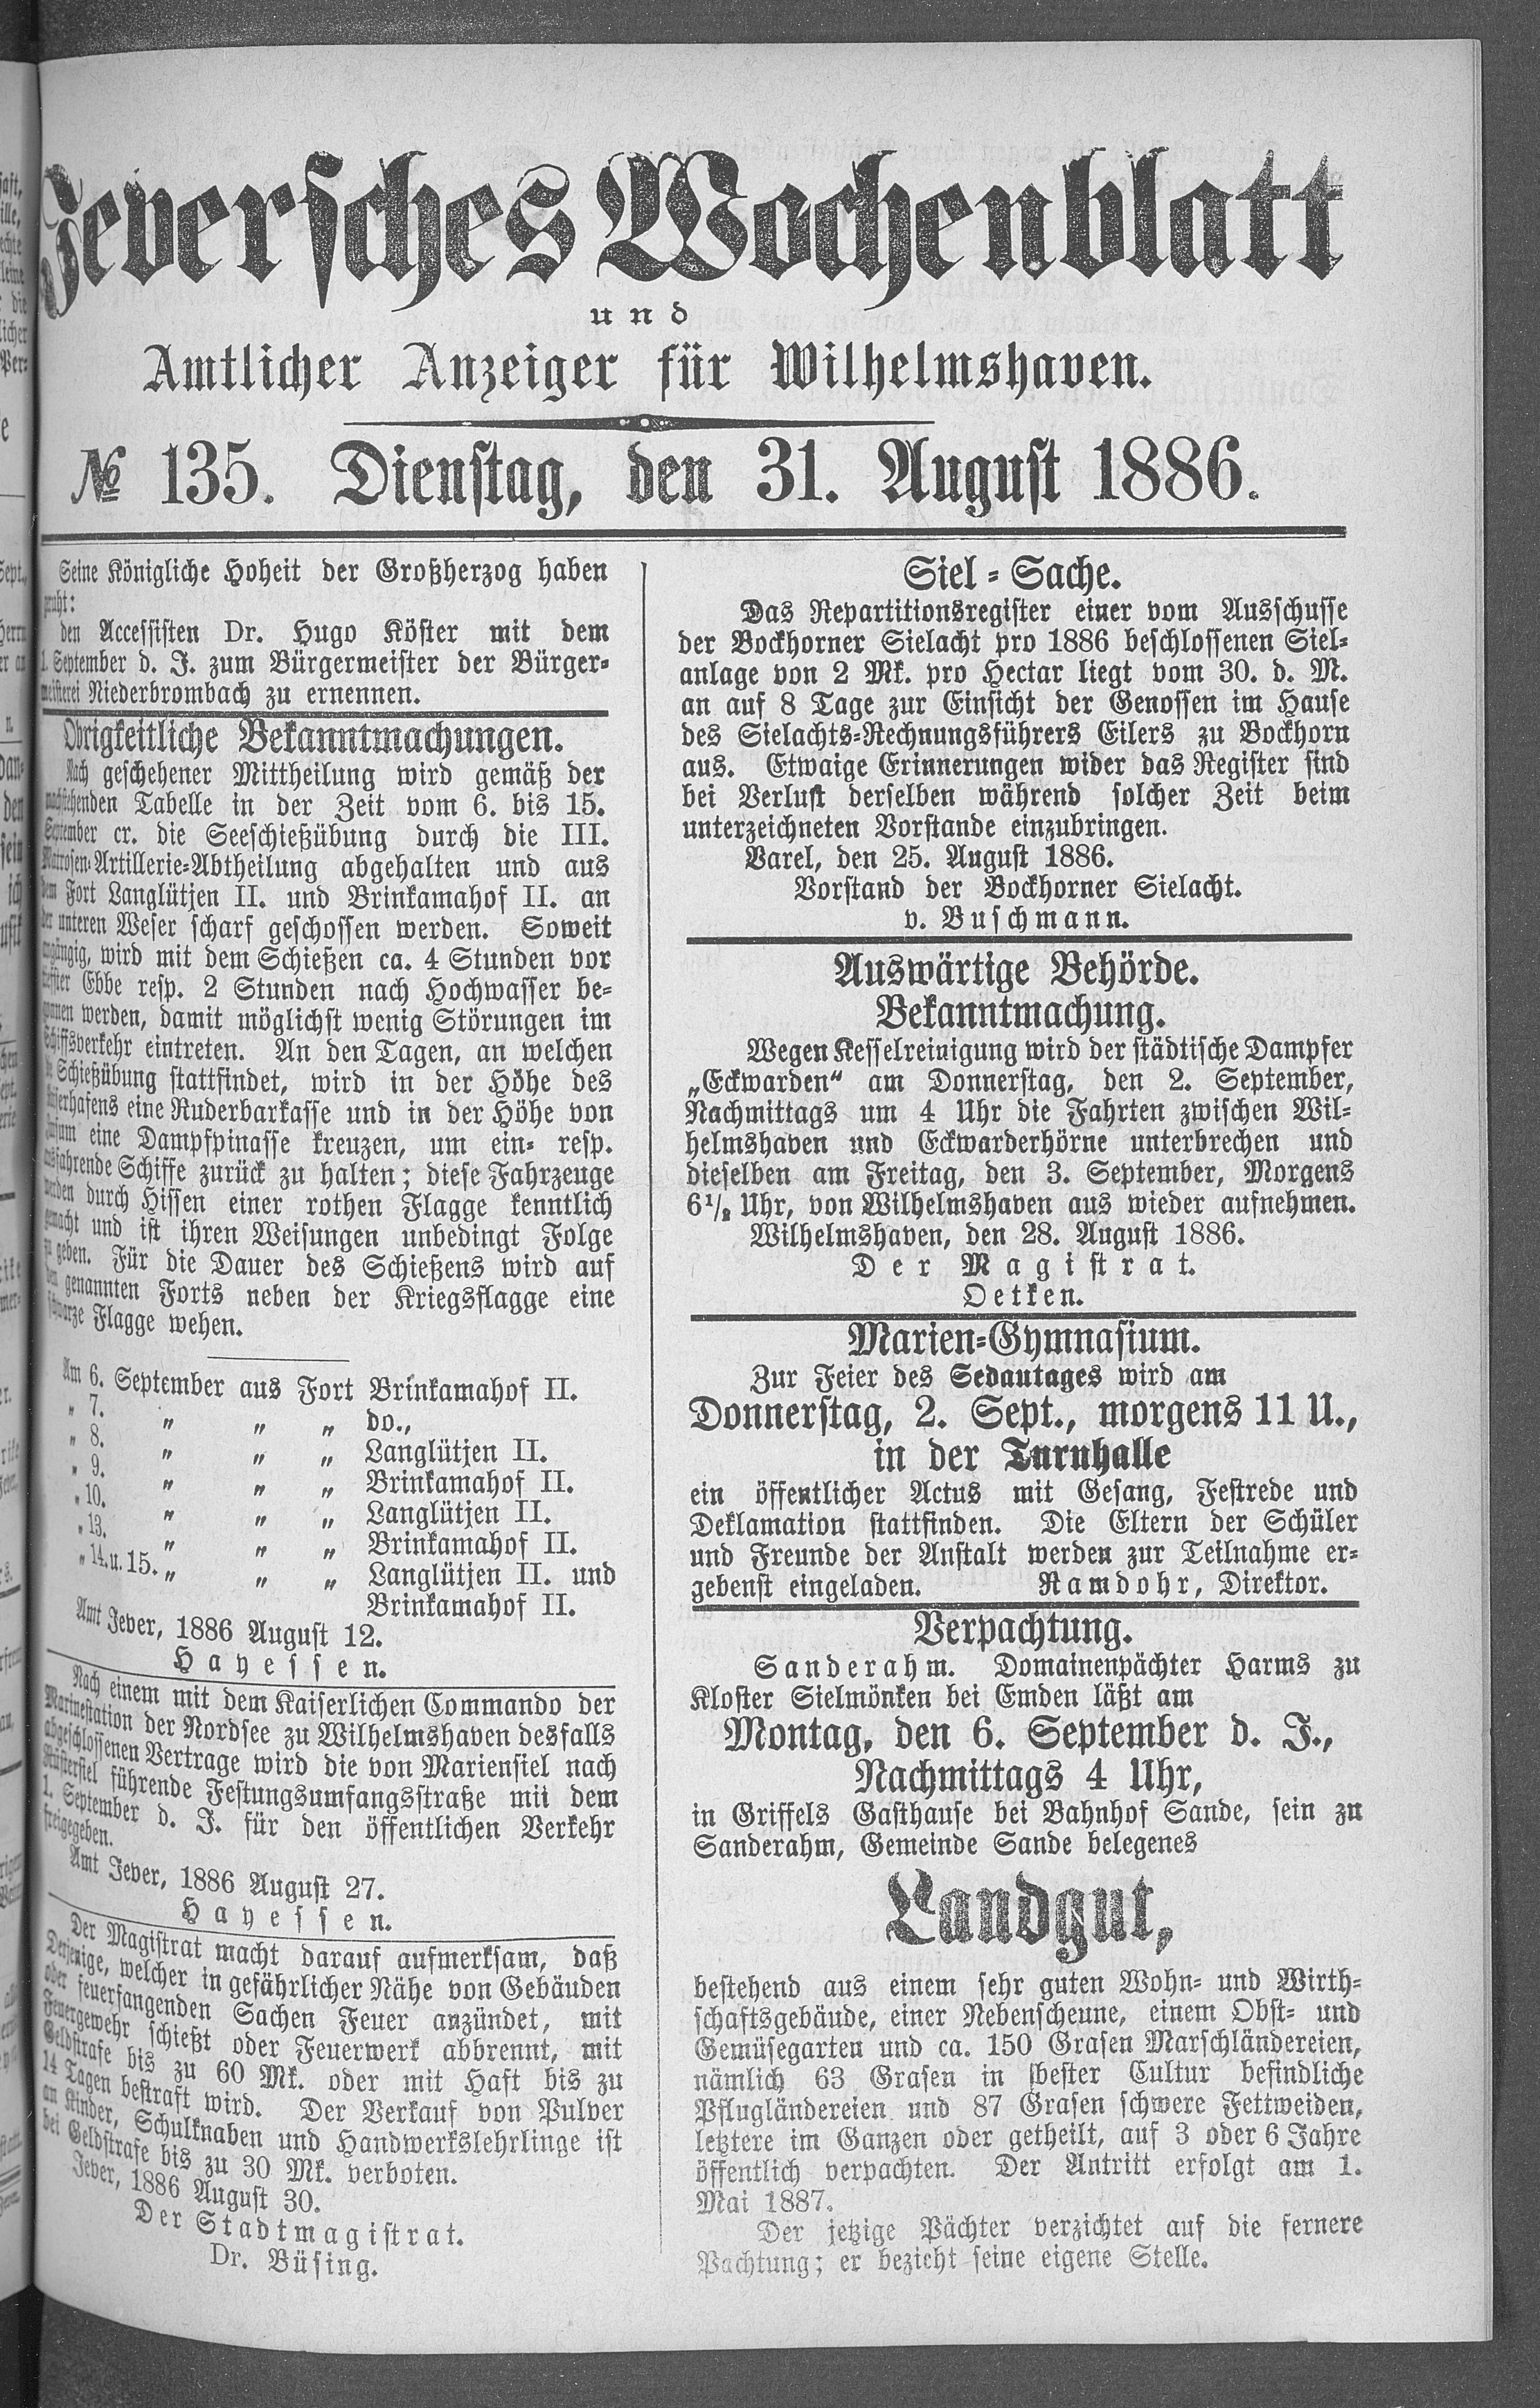 Jeversches Wochenblatt
und
Amtlicher Anzeiger für Wilhelmshaven.
№ 135. Dienstag, den 31. August 1886.
Seine Königliche Hoheit der Großherzog haben
geruht:
den Accessisten Dr. Hugo Köster mit dem
1. September d. J. zum Bürgermeister der Bürger-
meisterei Niederbrombach zu ernennen.
Obrigkeitliche Bekanntmachungen.
Nach geschehener Mittheilung wird gemäß der
nachstehenden Tabelle in der Zeit vom 6. bis 15.
September cr. die Seeschießübung durch die III.
Matrosen-Artillerie-Abtheilung abgehalten und aus
dem Fort Langlütjen II. und Brinkamahof II. an
der unteren Weser scharf geschossen werden. Soweit
angängig, wird mit dem Schießen ca. 4 Stunden vor
tiefster Ebbe resp. 2 Stunden nach Hochwasser be-
gonnen werden, damit möglichst wenig Störungen im
Schiffsverkehr eintreten. An den Tagen, an welchen
die Schießübung stattfindet, wird in der Höhe des
Kaiserhafens eine Ruderbarkasse und in der Höhe von
eine Dampfpinasse kreuzen, um ein- resp.
ausfahrende Schiffe zurück zu halten; diese Fahrzeuge
werden durch Hissen einer rothen Flagge kenntlich
gemacht und ist ihren Weisungen unbedingt Folge
zu geben. Für die Dauer des Schießens wird auf
den genannten Forts neben der Kriegsflagge eine
schwarze Flagge wehen.
Am 6. September aus Fort Brinkamahof II.
„ 7. „ „ „ do.,
„ 8. „ „ „ Langlütjen II.
„ 9. „ „ „ Brinkamahof II.
„ 10. „ „ „ Langlütjen II.
„ 13. „ „ „ Brinkamahof II.
„ 14. u. 15. „ „ „ Langlütjen II. und
Brinkamahof II.
Amt Jever, 1886 August 12.
Hayessen.
Nach einem mit dem Kaiserlichen Commando der
Marinestation der Nordsee zu Wilhelmshaven desfalls
abgeschlossenen Vertrage wird die von Mariensiel nach
Rüstersiel führende Festungsumfangsstraße mit dem
1. September d. J. für den öffentlichen Verkehr
freigegeben.
Amt Jever, 1886 August 27.
Hayessen.
Der Magistrat macht darauf aufmerksam, daß
Derjenige, welcher in gefährlicher Nähe von Gebäuden
oder feuerfangenden Sachen Feuer anzündet, mit
Feuergewehr schießt oder Feuerwerk abbrennt, mit
Geldstrafe bis zu 60 Mk. oder mit Haft bis zu
14 Tagen bestraft wird. Der Verkauf von Pulver
an Kinder, Schulknaben und Handwerkslehrlinge ist
bei Geldstrafe bis zu 30 Mk. verboten.
Jever, 1886 August 30.
Der Stadtmagistrat.
Dr. Büsing.
Siel-Sache.
Das Repartitionsregister einer vom Ausschusse
der Bockhorner Sielacht pro 1886 beschlossenen Siel-
anlage von 2 Mk. pro Hectar liegt vom 30. d. M.
an auf 8 Tage zur Einsicht der Genossen im Hause
des Sielachts-Rechnungsführers Eilers zu Bockhorn
aus. Etwaige Erinnerungen wider das Register sind
bei Verlust derselben während solcher Zeit beim
unterzeichneten Vorstande einzubringen.
Varel, den 25. August 1886.
Vorstand der Bockhorner Sielacht.
v. Buschmann.
Auswärtige Behörde.
Bekanntmachung.
Wegen Kesselreinigung wird der städtische Dampfer
„Eckwarden“ am Donnerstag, den 2. September,
Nachmittags um 4 Uhr die Fahrten zwischen Wil-
helmshaven und Eckwarderhörne unterbrechen und
dieselben am Freitag, den 3. September, Morgens
6½ Uhr, von Wilhelmshaven aus wieder aufnehmen.
Wilhelmshaven, den 28. August 1886.
Der Magistrat.
Oetken.
Marien-Gymnasium.
Zur Feier des Sedantages wird am
Donnerstag, 2. Sept., morgens 11 U.,
in der Turnhalle
ein öffentlicher Actus mit Gesang, Festrede und
Deklamation stattfinden. Die Eltern der Schüler
und Freunde der Anstalt werden zur Teilnahme er-
gebenst eingeladen. Ramdohr, Direktor.
Verpachtung.
Sanderahm. Domainenpächter Harms zu
Kloster Sielmönken bei Emden läßt am
Montag, den 6. September d. J.,
Nachmittags 4 Uhr,
in Griffels Gasthause bei Bahnhof Sande, sein zu
Sanderahm, Gemeinde Sande belegenes
Landgut,
bestehend aus einem sehr guten Wohn- und Wirth-
schaftsgebäude, einer Nebenscheune, einem Obst- und
Gemüsegarten und ca. 150 Grasen Marschländereien,
nämlich 63 Grasen in bester Cultur befindliche
Pflugländereien und 87 Grasen schwere Fettweiden,
letztere im Ganzen oder getheilt, auf 3 oder 6 Jahre
öffentlich verpachten. Der Antritt erfolgt am 1.
Mai 1887.
Der jetzige Pächter verzichtet auf die fernere
Pachtung; er bezieht seine eigene Stelle.